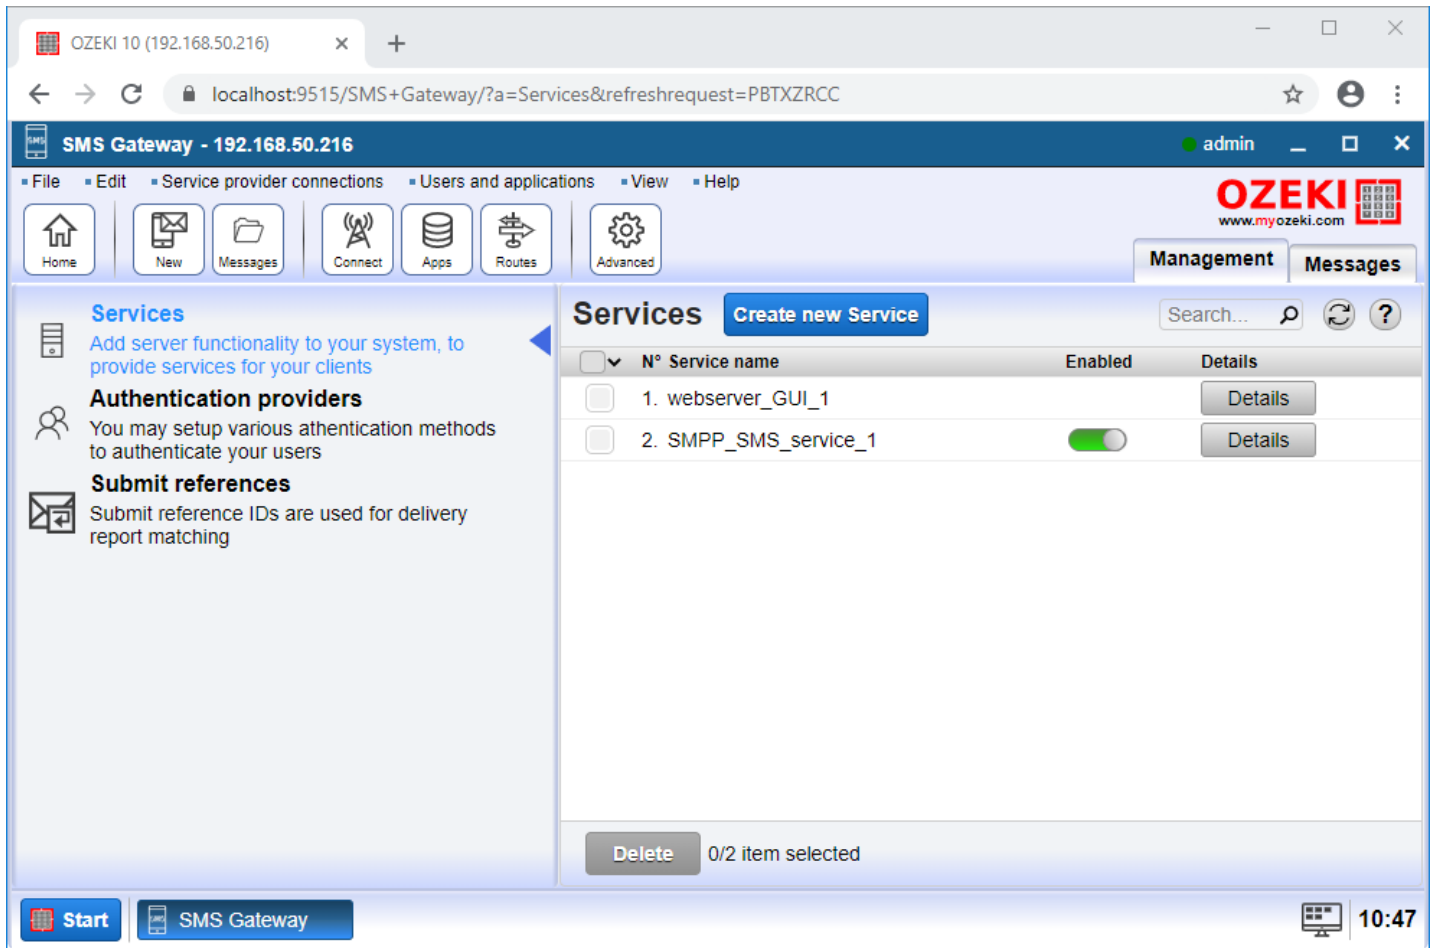 OZEKI 10 (192.168.50.216)
localhost:9515/SMS+Gateway/?a=Services&refreshrequest=PBTXZRCC
SMS
SMS Gateway - 192.168.50.216
admin
File Edit Service provider connections Users and applications View Help
OZEKI
www.myozeki.com
Home New Messages Connect Apps Routes Advanced
Management Messages
Services
Add server functionality to your system, to
provide services for your clients
Authentication providers
You may setup various athentication methods
to authenticate your users
Submit references
Submit reference IDs are used for delivery
report matching
Services Create new Service Search... ?
N° Service name Enabled Details
1. webserver_GUI_1 Details
2. SMPP_SMS_service_1 Details
Delete 0/2 item selected
Start SMS Gateway 10:47